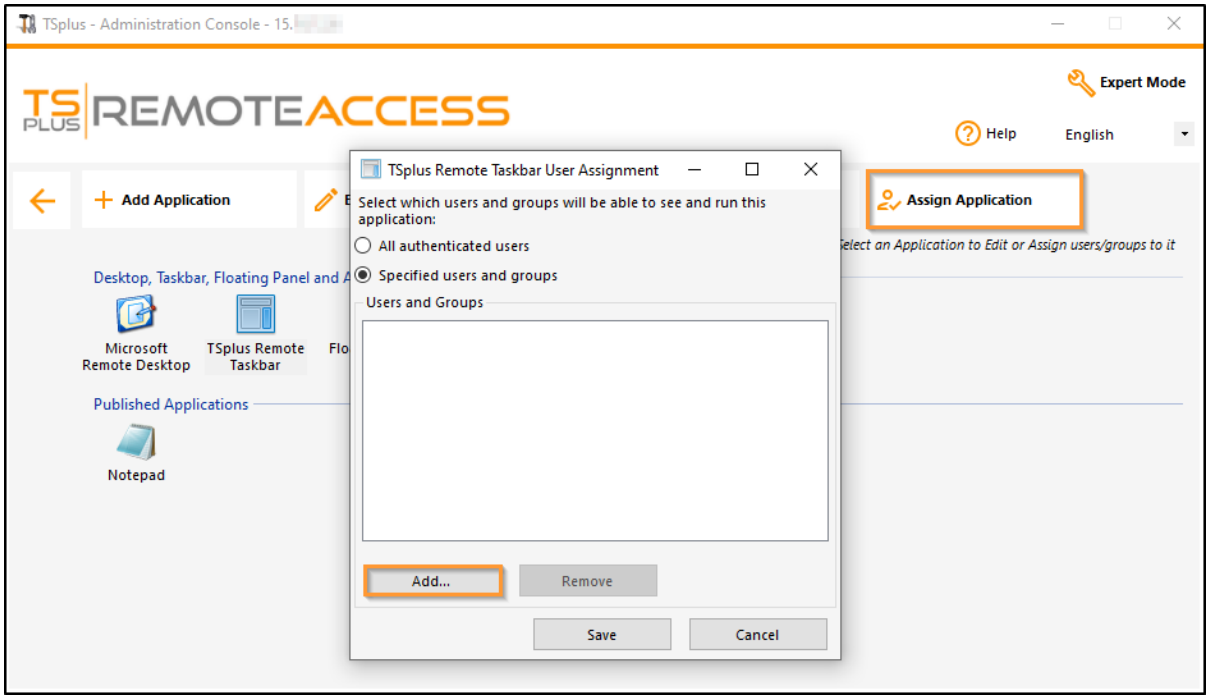 TSplus - Administration Console - 15.
Expert Mode
TS PLUS REMOTEACCESS
Help
English
TSplus Remote Taskbar User Assignment
Add Application
Assign Application
Select which users and groups will be able to see and run this
application:
All authenticated users
Select an Application to Edit or Assign users/groups to it
Desktop, Taskbar, Floating Panel and A
Specified users and groups
Users and Groups
Microsoft
Remote Desktop
TSplus Remote
Taskbar
Flo
Published Applications
Notepad
Add...
Remove
Save
Cancel